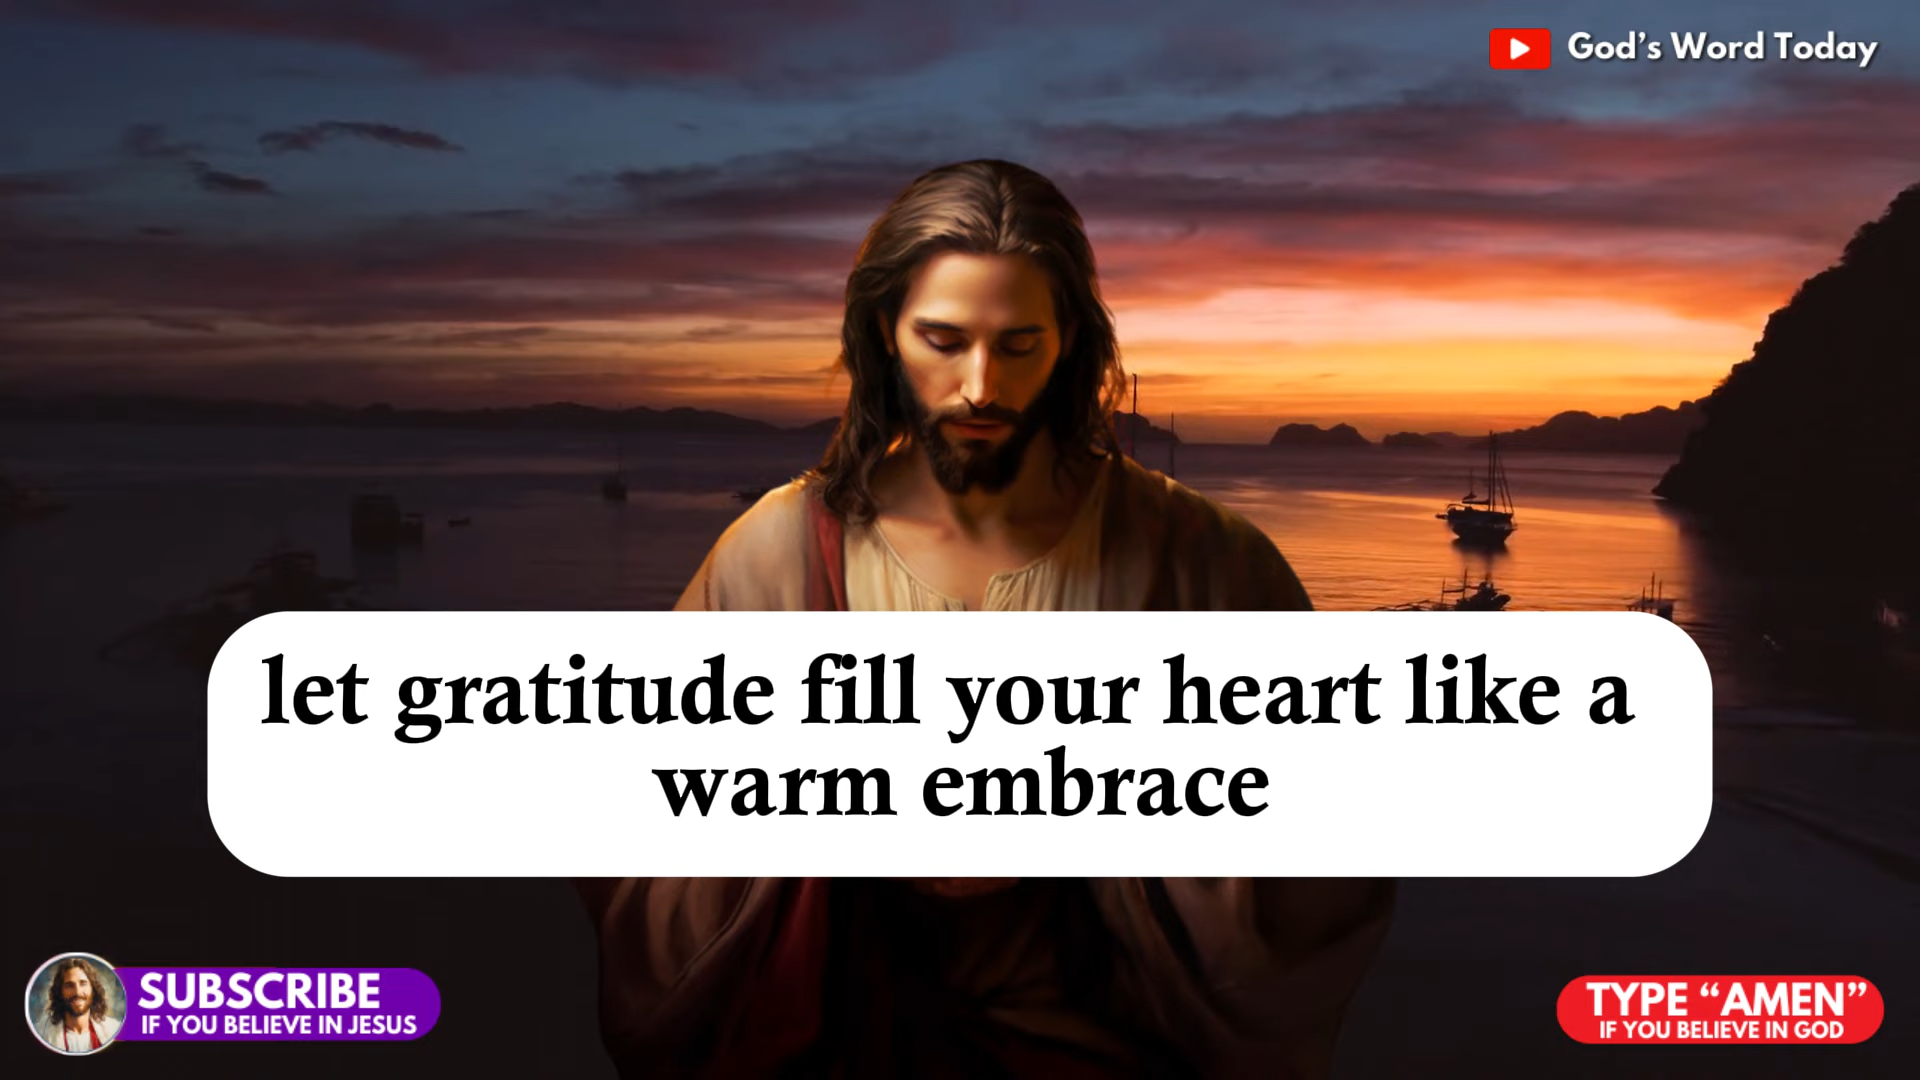 God’s Word Today
let gratitude fill your heart like a
warm embrace
SUBSCRIBE
IF YOU BELIEVE IN JESUS
TYPE “AMEN”
IF YOU BELIEVE IN GOD